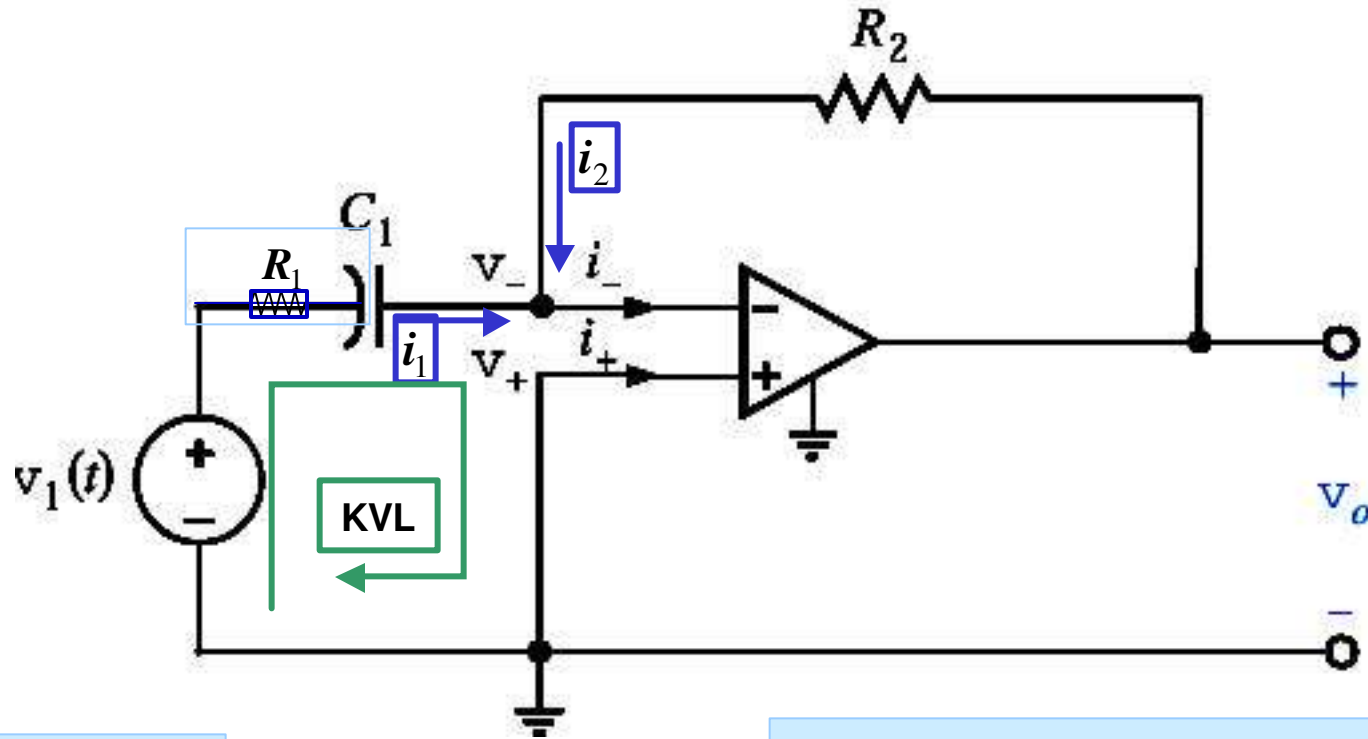 R₂
i₂
C₁
R₁
v₋ i₋
i₁
v₊ i₊
−
+
+
v₁(t)
+
−
KVL
vₒ
−